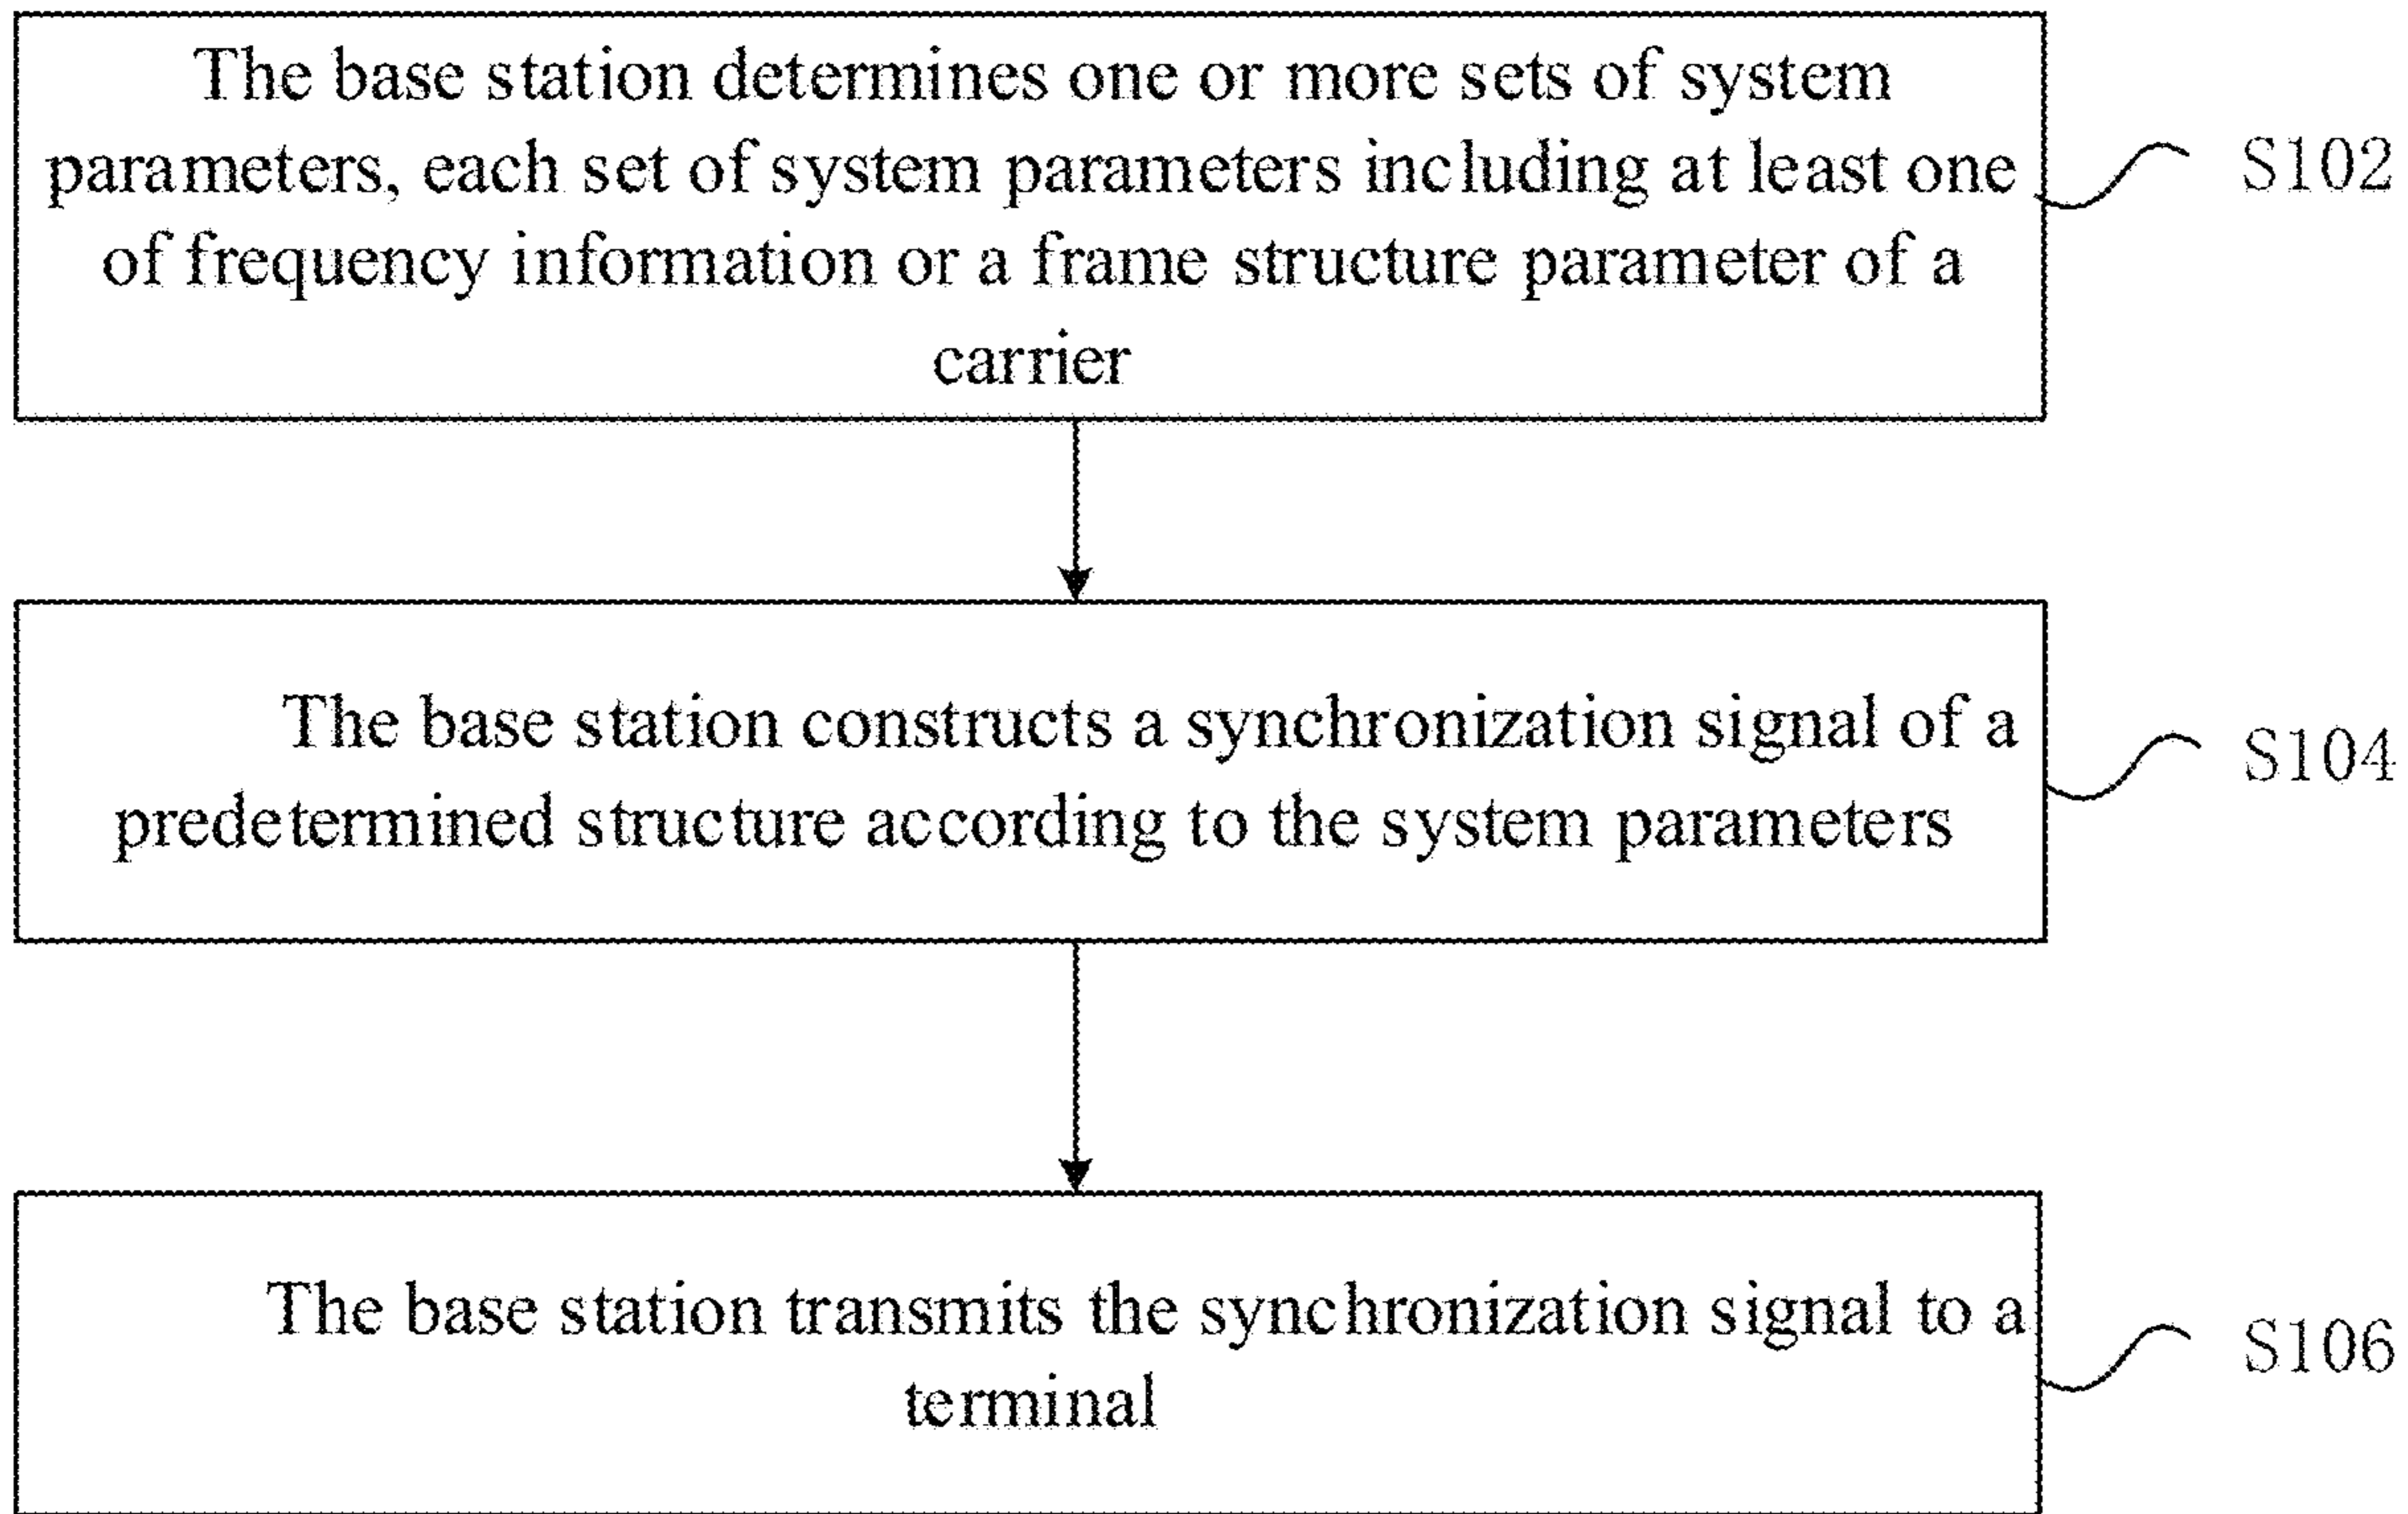 The base station determines one or more sets of system
parameters, each set of system parameters including at least one
of frequency information or a frame structure parameter of a
carrier
S102
The base station constructs a synchronization signal of a
predetermined structure according to the system parameters
S104
The base station transmits the synchronization signal to a
terminal
S106